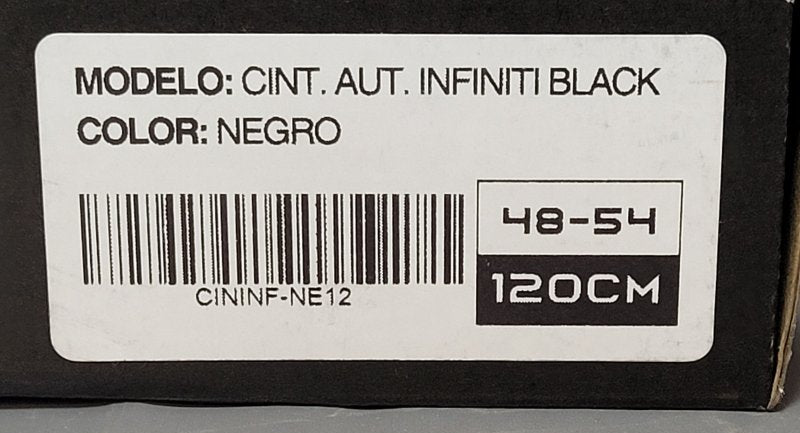 MODELO: CINT. AUT. INFINITI BLACK
COLOR: NEGRO
CININF-NE12
48-54
120CM